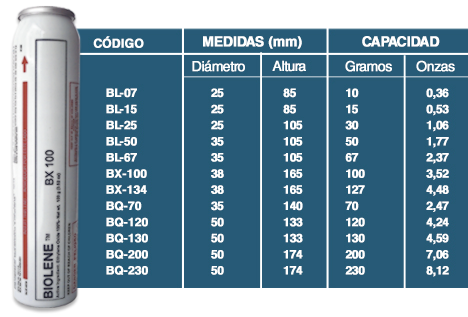 CÓDIGO MEDIDAS (mm) CAPACIDAD
Diámetro Altura Gramos Onzas
BL-07 25 85 10 0,36
BL-15 25 85 15 0,53
BL-25 25 105 30 1,06
BL-50 35 105 50 1,77
BL-67 35 105 67 2,37
BX-100 38 165 100 3,52
BX-134 38 165 127 4,48
BQ-70 35 140 70 2,47
BQ-120 50 133 120 4,24
BQ-130 50 133 130 4,59
BQ-200 50 174 200 7,06
BQ-230 50 174 230 8,12
BIOLENE™ BX 100